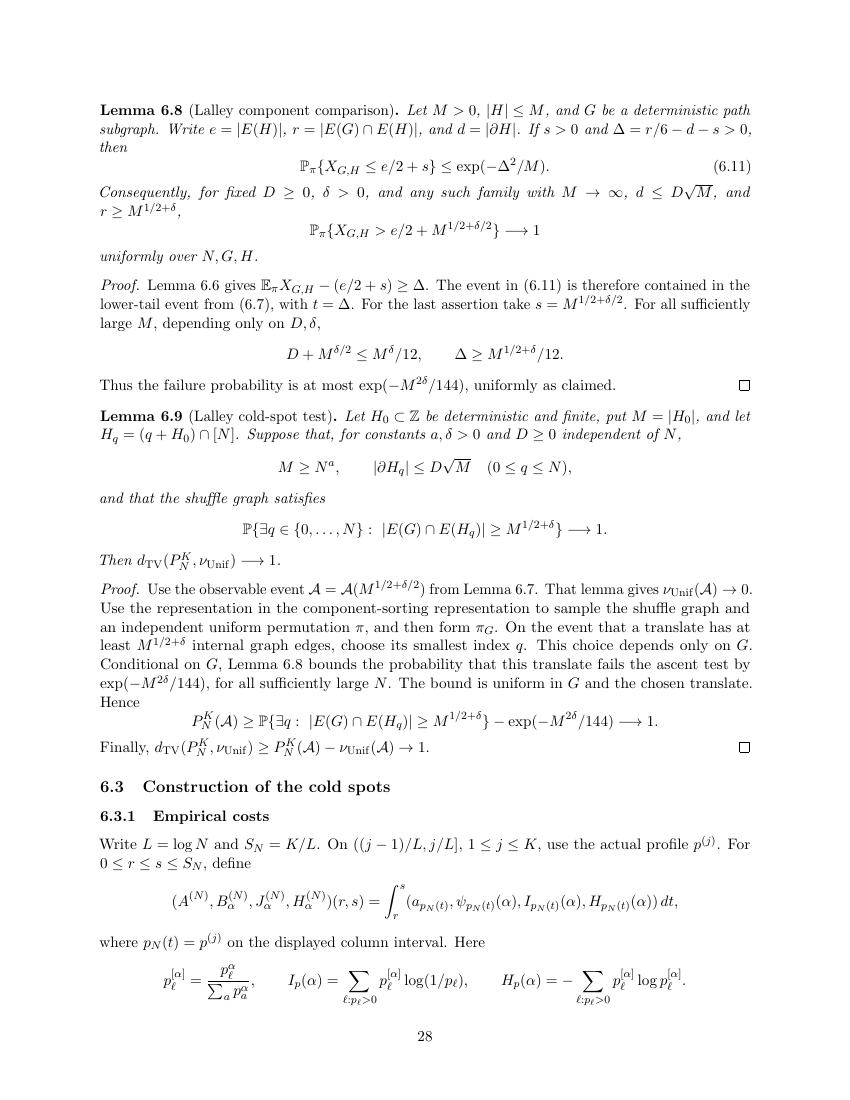 Lemma 6.8 (Lalley component comparison). Let M > 0, |H| ≤ M, and G be a deterministic path
subgraph. Write e = |E(H)|, r = |E(G) ∩ E(H)|, and d = |∂H|. If s > 0 and Δ = r/6 − d − s > 0,
then
ℙ_π{X_{G,H} ≤ e/2 + s} ≤ exp(−Δ²/M). (6.11)
Consequently, for fixed D ≥ 0, δ > 0, and any such family with M → ∞, d ≤ D√M, and
r ≥ M^{1/2+δ},
ℙ_π{X_{G,H} > e/2 + M^{1/2+δ/2}} ⟶ 1
uniformly over N, G, H.
Proof. Lemma 6.6 gives 𝔼_π X_{G,H} − (e/2 + s) ≥ Δ. The event in (6.11) is therefore contained in the
lower-tail event from (6.7), with t = Δ. For the last assertion take s = M^{1/2+δ/2}. For all sufficiently
large M, depending only on D, δ,
D + M^{δ/2} ≤ M^δ/12, Δ ≥ M^{1/2+δ}/12.
Thus the failure probability is at most exp(−M^{2δ}/144), uniformly as claimed. □
Lemma 6.9 (Lalley cold-spot test). Let H_0 ⊂ ℤ be deterministic and finite, put M = |H_0|, and let
H_q = (q + H_0) ∩ [N]. Suppose that, for constants a, δ > 0 and D ≥ 0 independent of N,
M ≥ N^a, |∂H_q| ≤ D√M (0 ≤ q ≤ N),
and that the shuffle graph satisfies
ℙ{∃q ∈ {0, . . . , N} : |E(G) ∩ E(H_q)| ≥ M^{1/2+δ}} ⟶ 1.
Then d_{TV}(P_N^K, ν_{Unif}) ⟶ 1.
Proof. Use the observable event 𝒜 = 𝒜(M^{1/2+δ/2}) from Lemma 6.7. That lemma gives ν_{Unif}(𝒜) → 0.
Use the representation in the component-sorting representation to sample the shuffle graph and
an independent uniform permutation π, and then form π_G. On the event that a translate has at
least M^{1/2+δ} internal graph edges, choose its smallest index q. This choice depends only on G.
Conditional on G, Lemma 6.8 bounds the probability that this translate fails the ascent test by
exp(−M^{2δ}/144), for all sufficiently large N. The bound is uniform in G and the chosen translate.
Hence
P_N^K(𝒜) ≥ ℙ{∃q : |E(G) ∩ E(H_q)| ≥ M^{1/2+δ}} − exp(−M^{2δ}/144) ⟶ 1.
Finally, d_{TV}(P_N^K, ν_{Unif}) ≥ P_N^K(𝒜) − ν_{Unif}(𝒜) → 1. □
6.3 Construction of the cold spots
6.3.1 Empirical costs
Write L = log N and S_N = K/L. On ((j − 1)/L, j/L], 1 ≤ j ≤ K, use the actual profile p^{(j)}. For
0 ≤ r ≤ s ≤ S_N, define
(A^{(N)}, B_α^{(N)}, J_α^{(N)}, H_α^{(N)})(r, s) = ∫_r^s (a_{p_N(t)}, ψ_{p_N(t)}(α), I_{p_N(t)}(α), H_{p_N(t)}(α)) dt,
where p_N(t) = p^{(j)} on the displayed column interval. Here
p_ℓ^{[α]} = p_ℓ^α / ∑_a p_a^α, I_p(α) = ∑_{ℓ:p_ℓ>0} p_ℓ^{[α]} log(1/p_ℓ), H_p(α) = − ∑_{ℓ:p_ℓ>0} p_ℓ^{[α]} log p_ℓ^{[α]}.
28